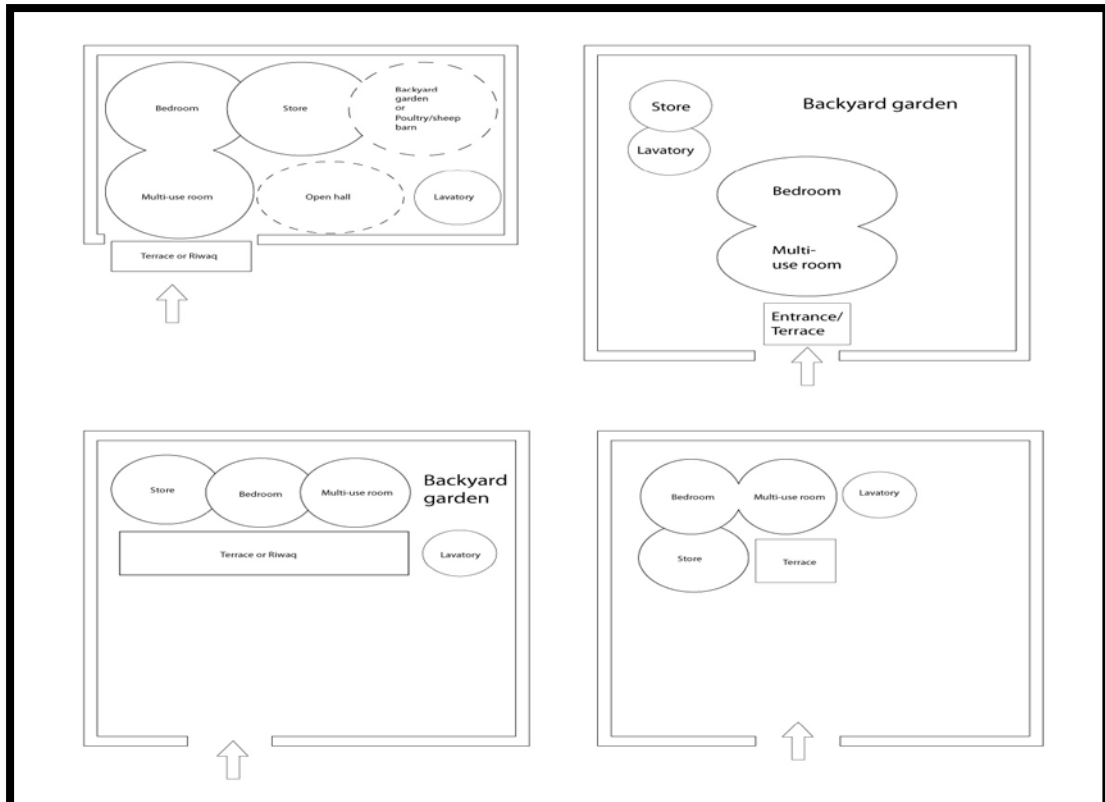 Bedroom
Store
Backyard
garden
or
Poultry/sheep
barn
Multi-use room
Open hall
Lavatory
Terrace or Riwaq
Store
Backyard garden
Lavatory
Bedroom
Multi-
use room
Entrance/
Terrace
Store
Bedroom
Multi-use room
Backyard
garden
Terrace or Riwaq
Lavatory
Bedroom
Multi-use room
Lavatory
Store
Terrace